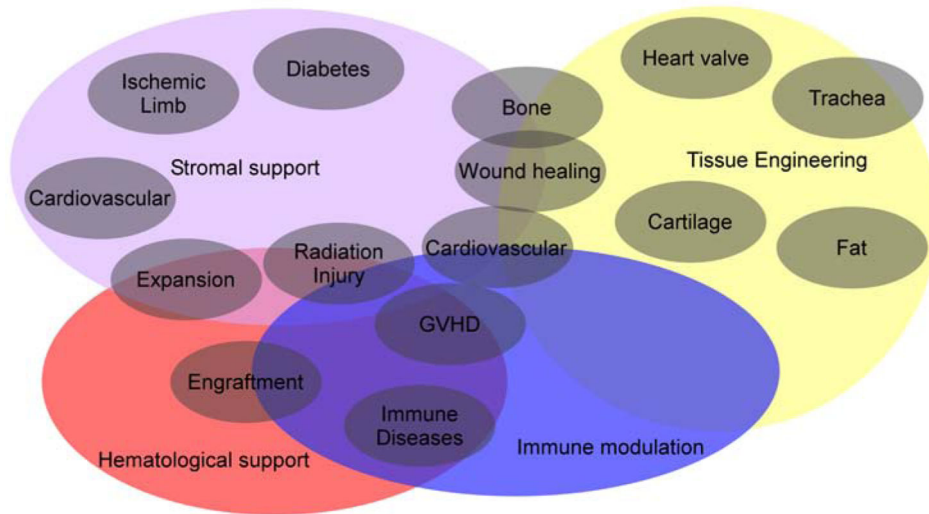 Heart valve
Diabetes
Ischemic
Limb
Trachea
Bone
Stromal support
Wound healing
Tissue Engineering
Cardiovascular
Cartilage
Radiation
Injury
Cardiovascular
Fat
Expansion
GVHD
Engraftment
Immune
Diseases
Hematological support
Immune modulation